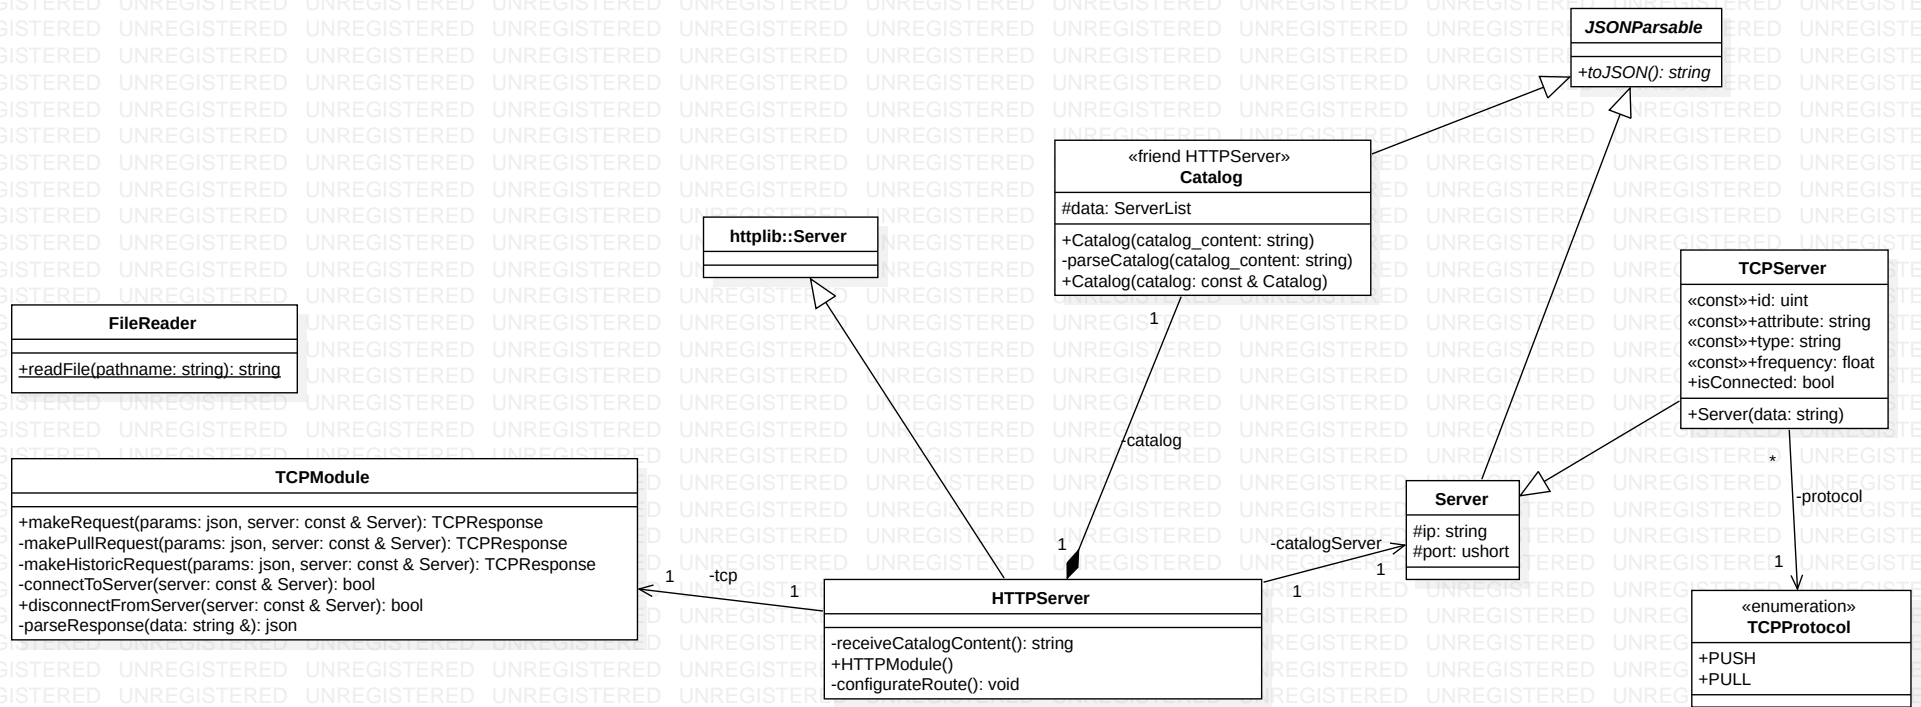 JSONParsable
+toJSON(): string
«friend HTTPServer»
Catalog
#data: ServerList
+Catalog(catalog_content: string)
-parseCatalog(catalog_content: string)
+Catalog(catalog: const & Catalog)
httplib::Server
TCPServer
«const»+id: uint
«const»+attribute: string
«const»+type: string
«const»+frequency: float
+isConnected: bool
+Server(data: string)
FileReader
+readFile(pathname: string): string
1
-catalog
1
*
-protocol
1
TCPModule
+makeRequest(params: json, server: const & Server): TCPResponse
-makePullRequest(params: json, server: const & Server): TCPResponse
-makeHistoricRequest(params: json, server: const & Server): TCPResponse
-connectToServer(server: const & Server): bool
+disconnectFromServer(server: const & Server): bool
-parseResponse(data: string &): json
Server
#ip: string
#port: ushort
-catalogServer
1
1
1
-tcp
1
HTTPServer
-receiveCatalogContent(): string
+HTTPModule()
-configurateRoute(): void
«enumeration»
TCPProtocol
+PUSH
+PULL
UNREGISTERED